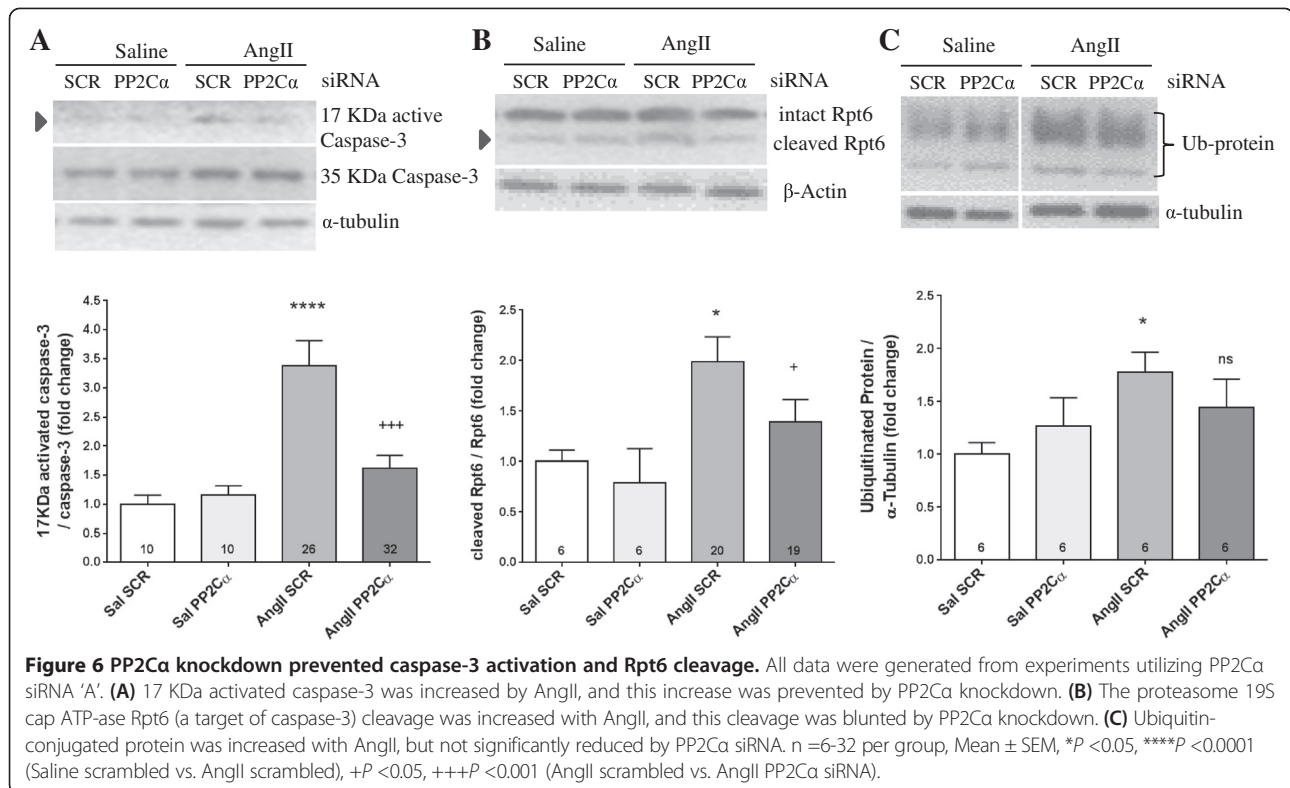 A
Saline AngII
SCR PP2Cα SCR PP2Cα siRNA
17 KDa active
Caspase-3
35 KDa Caspase-3
α-tubulin
B
Saline AngII
SCR PP2Cα SCR PP2Cα siRNA
intact Rpt6
cleaved Rpt6
β-Actin
C
Saline AngII
SCR PP2Cα SCR PP2Cα siRNA
Ub-protein
α-tubulin
17KDa activated caspase-3
/ caspase-3 (fold change)
4.5
4.0
3.5
3.0
2.5
2.0
1.5
1.0
0.5
0.0
****
+++
10 10 26 32
Sal SCR
Sal PP2Cα
AngII SCR
AngII PP2Cα
cleaved Rpt6 / Rpt6 (fold change)
2.5
2.0
1.5
1.0
0.5
0.0
*
+
6 6 20 19
Sal SCR
Sal PP2Cα
AngII SCR
AngII PP2Cα
Ubiquitinated Protein /
α-Tubulin (fold change)
2.5
2.0
1.5
1.0
0.5
0.0
*
ns
6 6 6 6
Sal SCR
Sal PP2Cα
AngII SCR
AngII PP2Cα
Figure 6 PP2Cα knockdown prevented caspase-3 activation and Rpt6 cleavage. All data were generated from experiments utilizing PP2Cα
siRNA ‘A’. (A) 17 KDa activated caspase-3 was increased by AngII, and this increase was prevented by PP2Cα knockdown. (B) The proteasome 19S
cap ATP-ase Rpt6 (a target of caspase-3) cleavage was increased with AngII, and this cleavage was blunted by PP2Cα knockdown. (C) Ubiquitin-
conjugated protein was increased with AngII, but not significantly reduced by PP2Cα siRNA. n =6-32 per group, Mean ± SEM, *P <0.05, ****P <0.0001
(Saline scrambled vs. AngII scrambled), +P <0.05, +++P <0.001 (AngII scrambled vs. AngII PP2Cα siRNA).